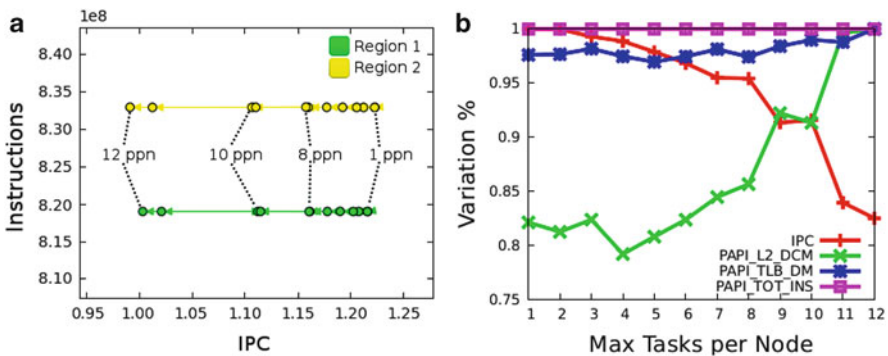 a
1e8
8.40
8.35
8.30
8.25
8.20
8.15
8.10
Instructions
Region 1
Region 2
12 ppn
10 ppn
8 ppn
1 ppn
0.95
1.00
1.05
1.10
1.15
1.20
1.25
IPC
b
1
0.95
0.9
0.85
0.8
0.75
Variation %
IPC
PAPI_L2_DCM
PAPI_TLB_DM
PAPI_TOT_INS
1 2 3 4 5 6 7 8 9 10 11 12
Max Tasks per Node